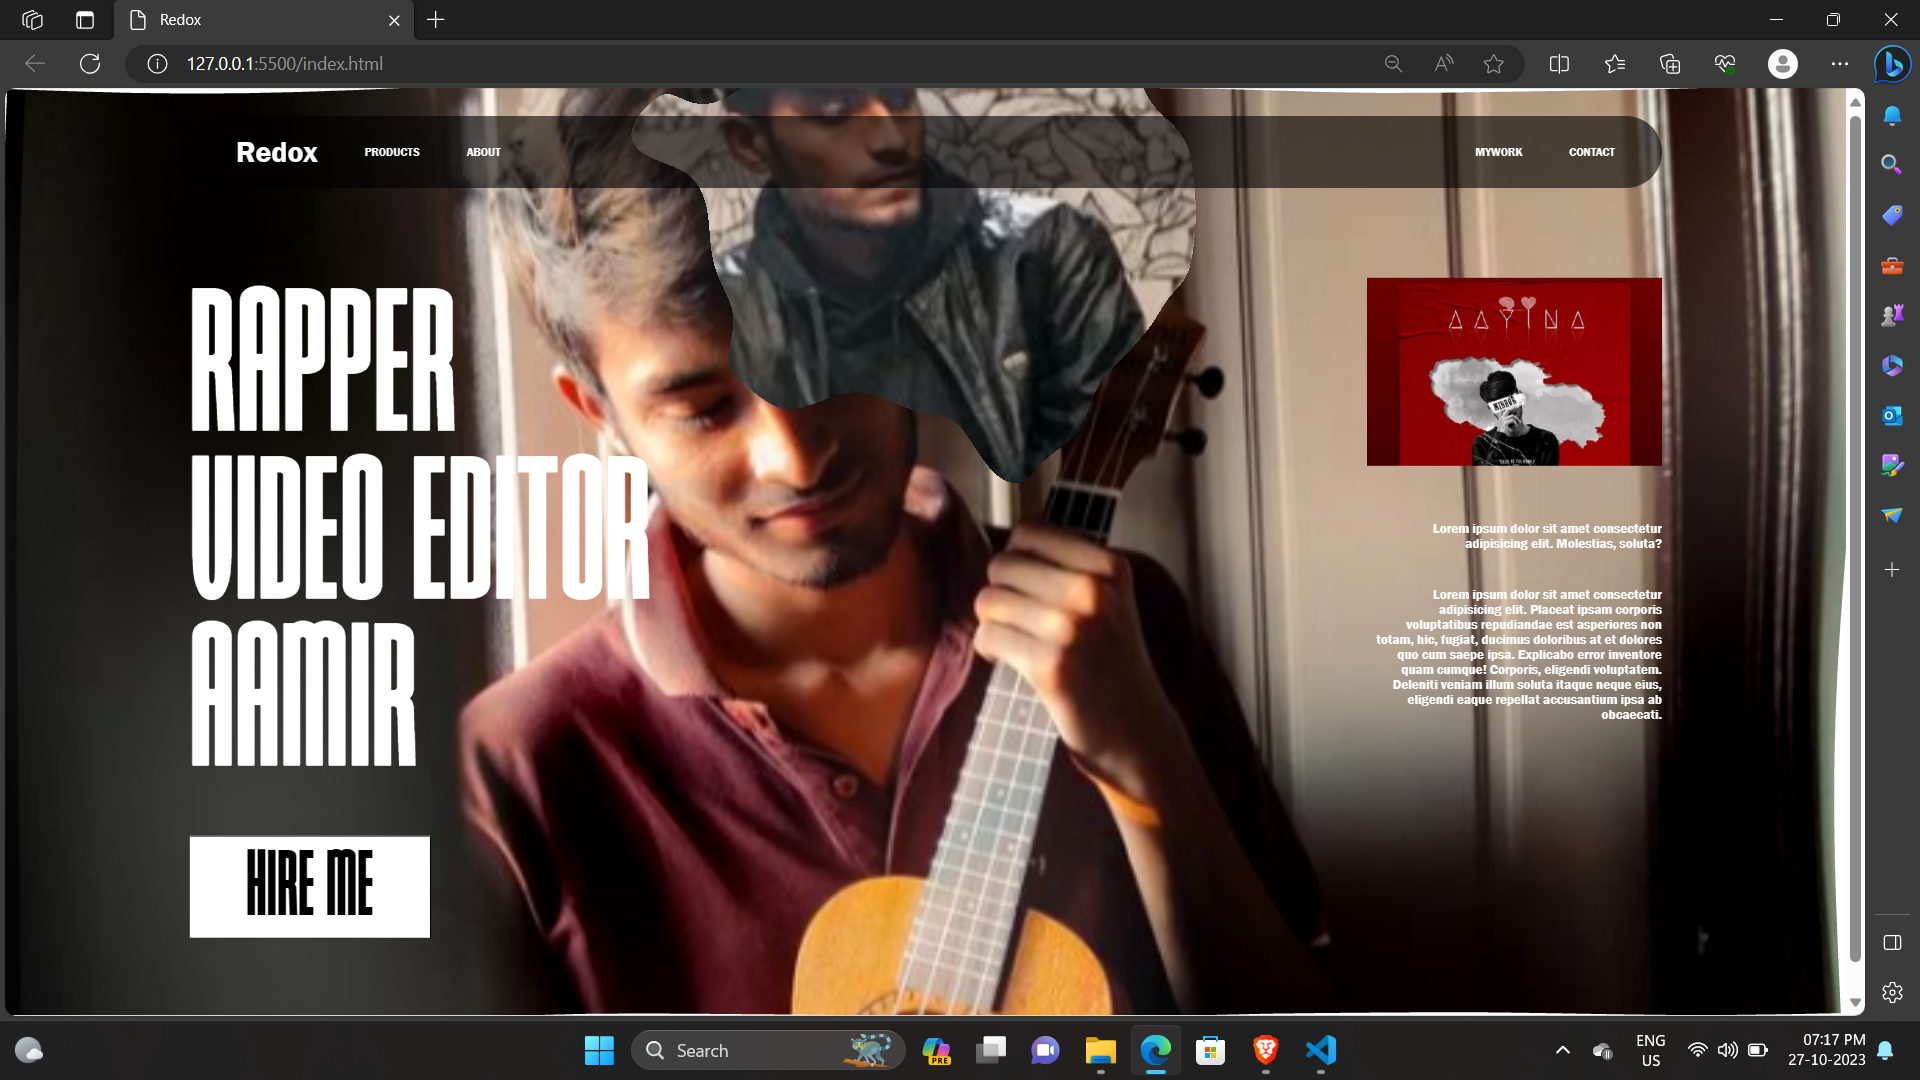 Redox
127.0.0.1:5500/index.html
Redox
PRODUCTS
ABOUT
MYWORK
CONTACT
RAPPER
VIDEO EDITOR
AAMIR
HIRE ME
AAYINA
Lorem ipsum dolor sit amet consectetur
adipisicing elit. Molestias, soluta?
Lorem ipsum dolor sit amet consectetur
adipisicing elit. Placeat ipsam corporis
voluptatibus repudiandae est asperiores non
totam, hic, fugiat, ducimus doloribus at et dolores
quo cum saepe ipsa. Explicabo error inventore
quam cumque! Corporis, eligendi voluptatem.
Deleniti veniam illum soluta itaque neque eius,
eligendi eaque repellat accusantium ipsa ab
obcaecati.
Search
PRE
ENG
US
07:17 PM
27-10-2023